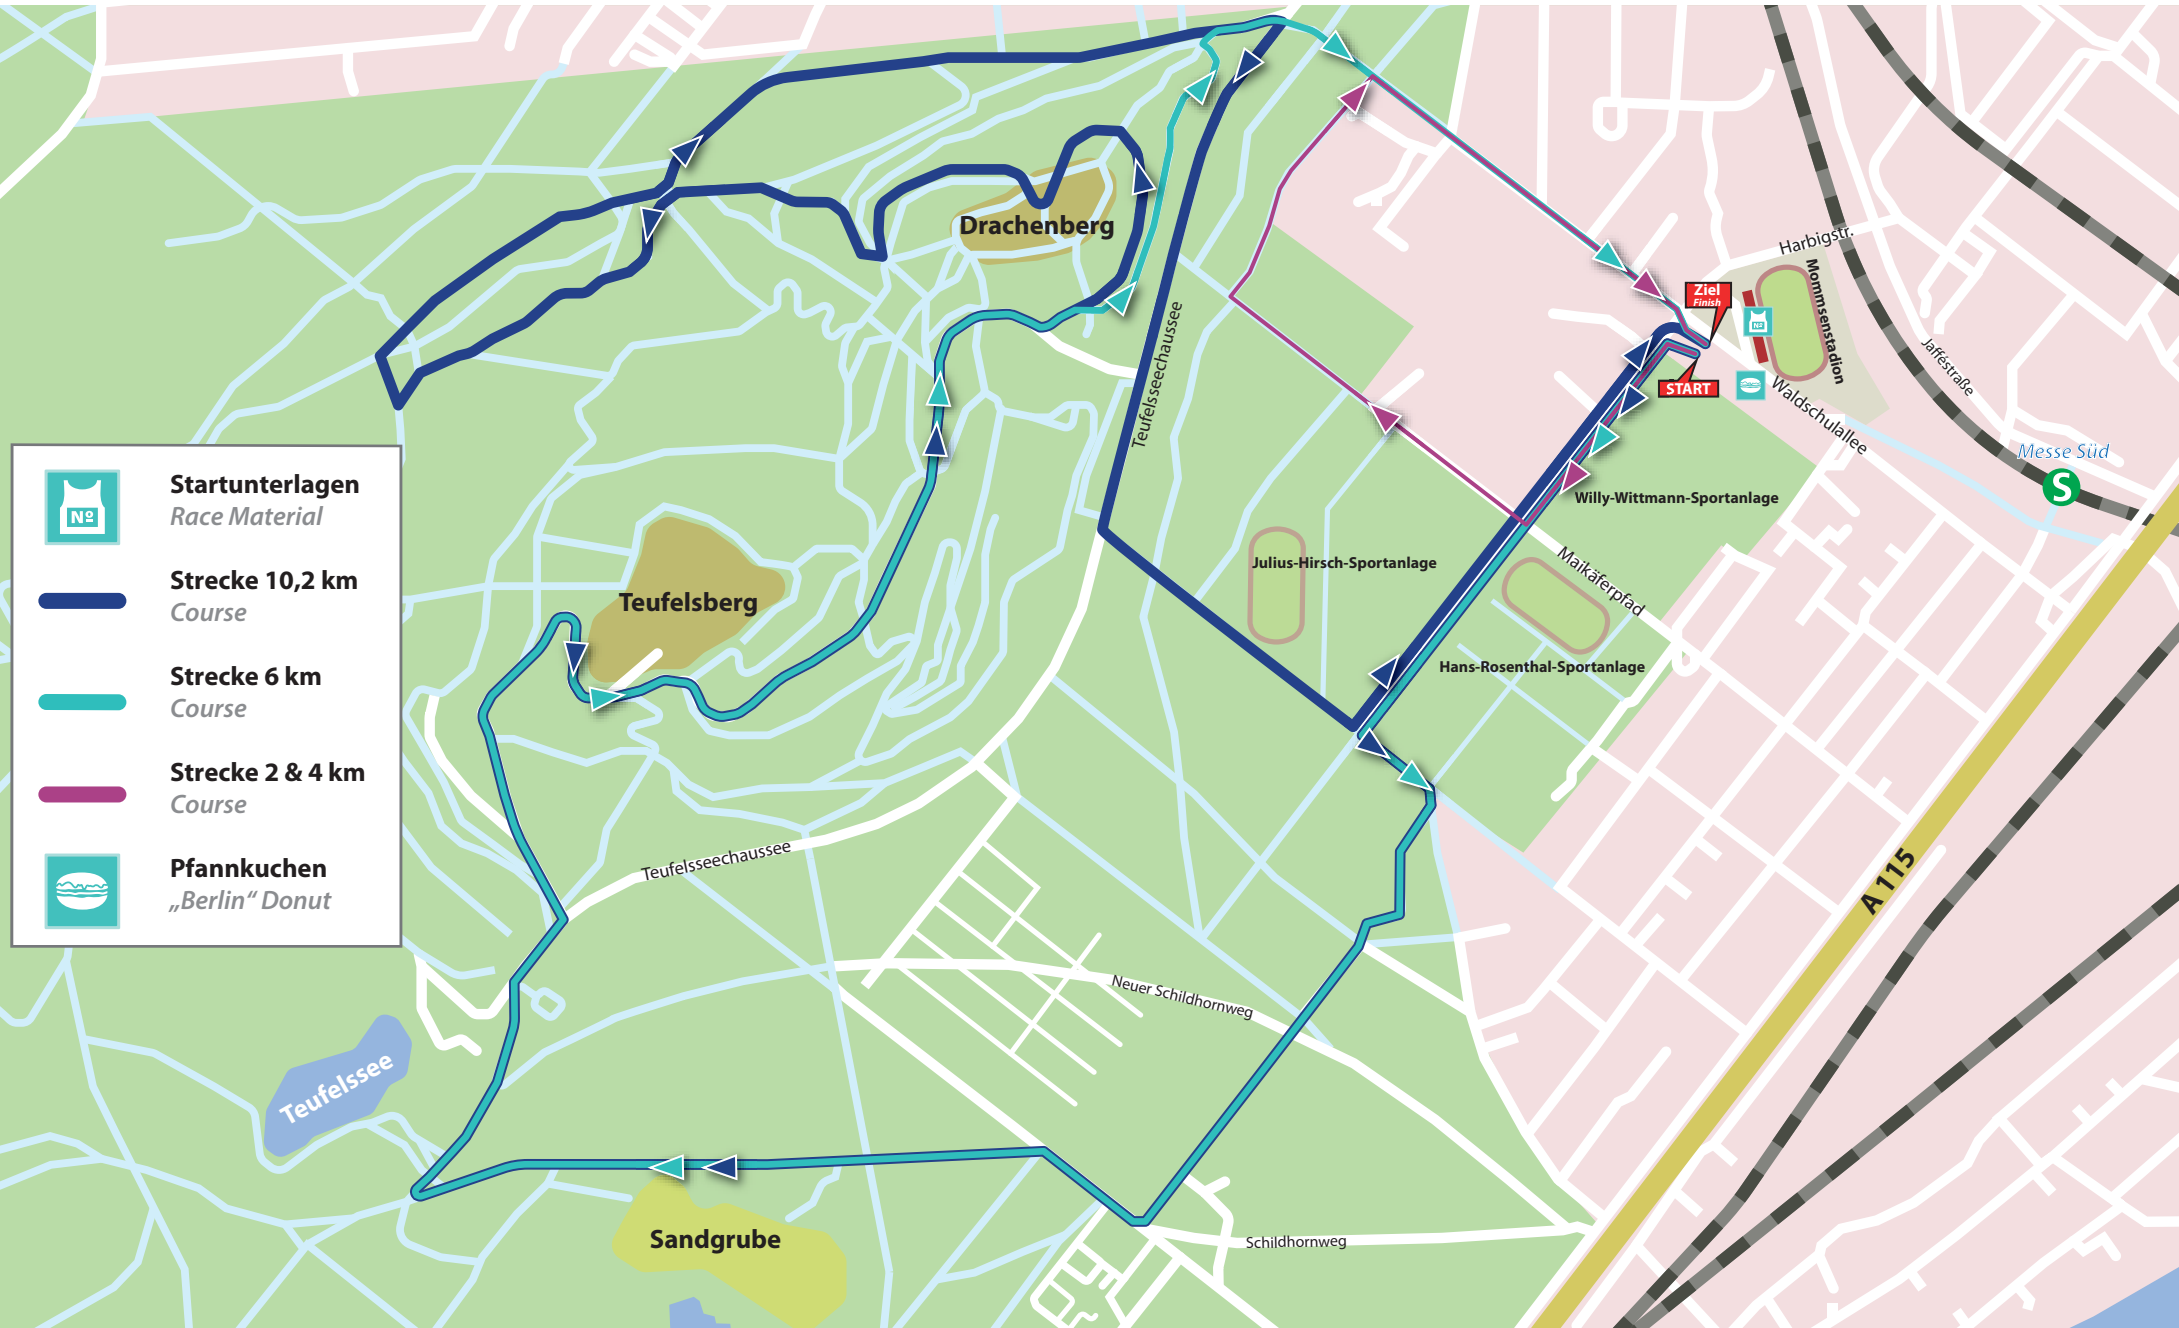 Drachenberg
Harbigstr.
Mommsenstadion
Ziel
Finish
Nº
START
Waldschulallee
Jafféstraße
Messe Süd
S
Teufelsseechaussee
Willy-Wittmann-Sportanlage
Julius-Hirsch-Sportanlage
Maikäferpfad
Hans-Rosenthal-Sportanlage
Teufelsberg
Nº
Startunterlagen
Race Material
Strecke 10,2 km
Course
Strecke 6 km
Course
Strecke 2 & 4 km
Course
Pfannkuchen
„Berlin“ Donut
Teufelsseechaussee
A 115
Neuer Schildhornweg
Teufelssee
Sandgrube
Schildhornweg